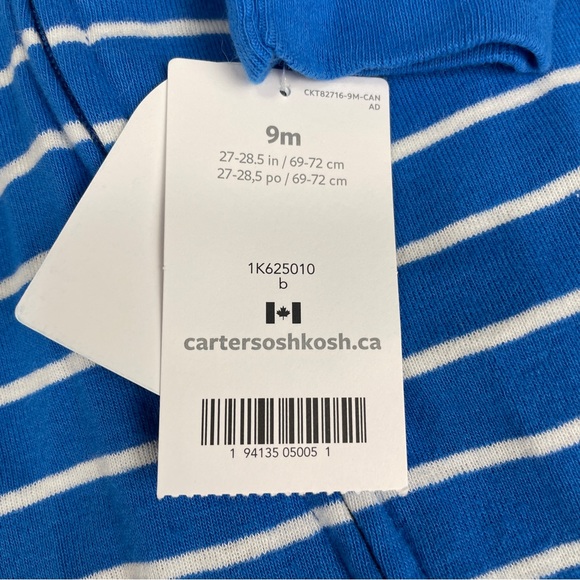 CKT82716-9M-CAN
AD
9m
27-28.5 in / 69-72 cm
27-28,5 po / 69-72 cm
1K625010
b
cartersoshkosh.ca
1 94135 05005 1